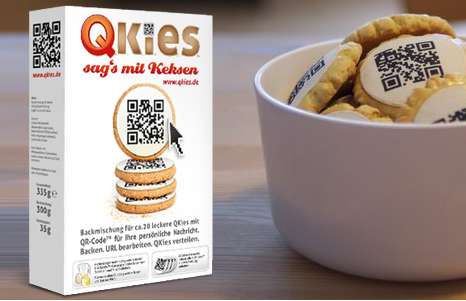 QKies
sag's mit Keksen
www.qkies.de
www.qkies.de
335g e
300g
35g
Backmischung für ca.20 leckere QKies mit
QR-Code™ für Ihre persönliche Nachricht.
Backen. URL bearbeiten. QKies verteilen.